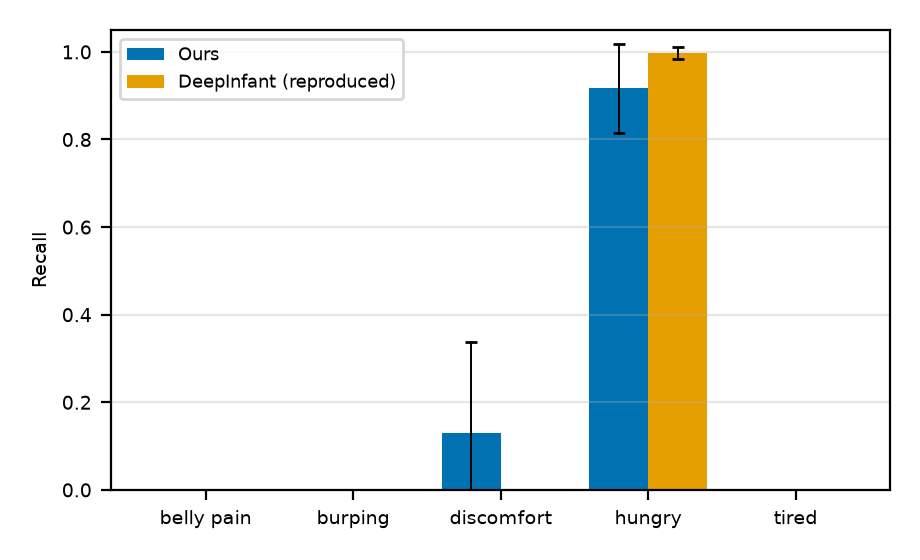 Ours
DeepInfant (reproduced)
Recall
1.0
0.8
0.6
0.4
0.2
0.0
belly pain
burping
discomfort
hungry
tired